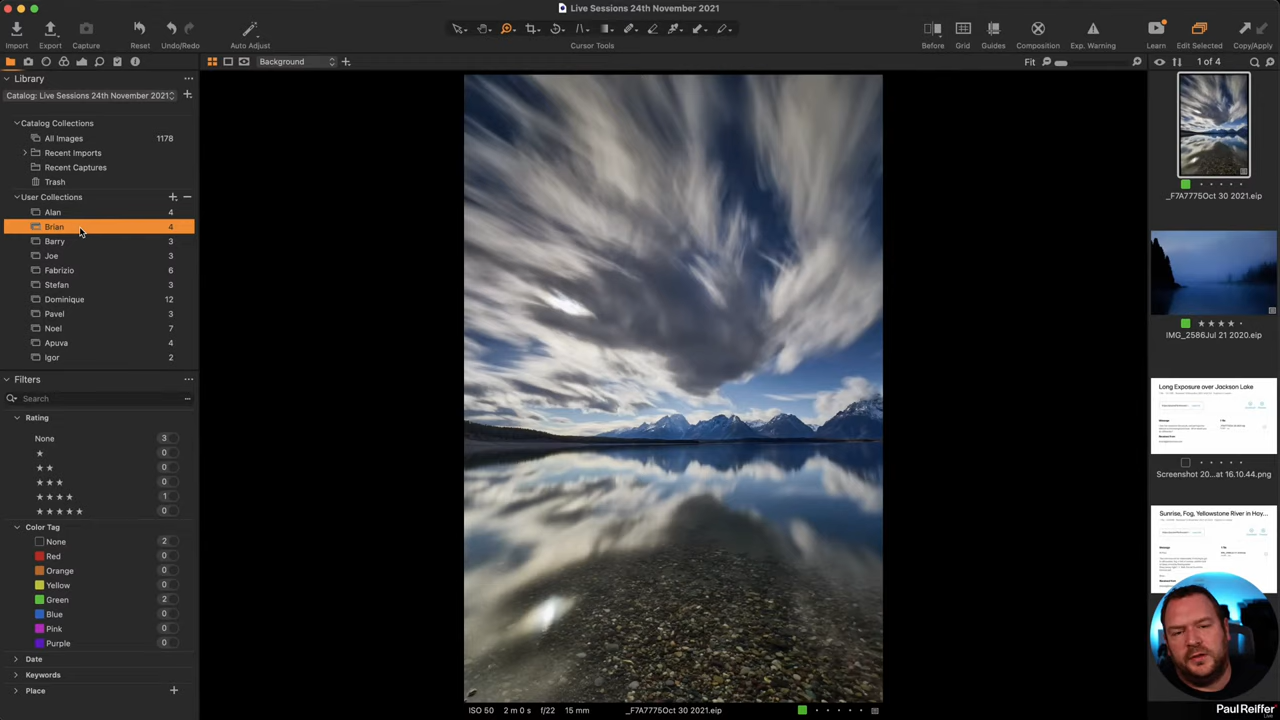 Live Sessions 24th November 2021
Import
Export
Capture
Reset
Undo/Redo
Auto Adjust
Cursor Tools
Before
Grid
Guides
Composition
Exp. Warning
Learn
Edit Selected
Copy/Apply
Background
Fit
1 of 4
Library
Catalog: Live Sessions 24th November 2021
Catalog Collections
All Images 1178
Recent Imports
Recent Captures
Trash
User Collections
Alan 4
Brian 4
Barry 3
Joe 3
Fabrizio 6
Stefan 3
Dominique 12
Pavel 3
Noel 7
Apuva 4
Igor 2
Filters
Search
Rating
None 3
★ 0
★★ 0
★★★ 0
★★★★ 1
★★★★★ 0
Color Tag
None 2
Red 0
Orange 0
Yellow 0
Green 2
Blue 0
Pink 0
Purple 0
Date
Keywords
Place
ISO 50 2 m 0 s f/22 15 mm _F7A7775Oct 30 2021.eip
_F7A7775Oct 30 2021.eip
IMG_2586Jul 21 2020.eip
Long Exposure over Jackson Lake
Message
Screenshot 20...at 16.10.44.png
Sunrise, Fog, Yellowstone River in Hay...
Message
PaulReiffer
Live